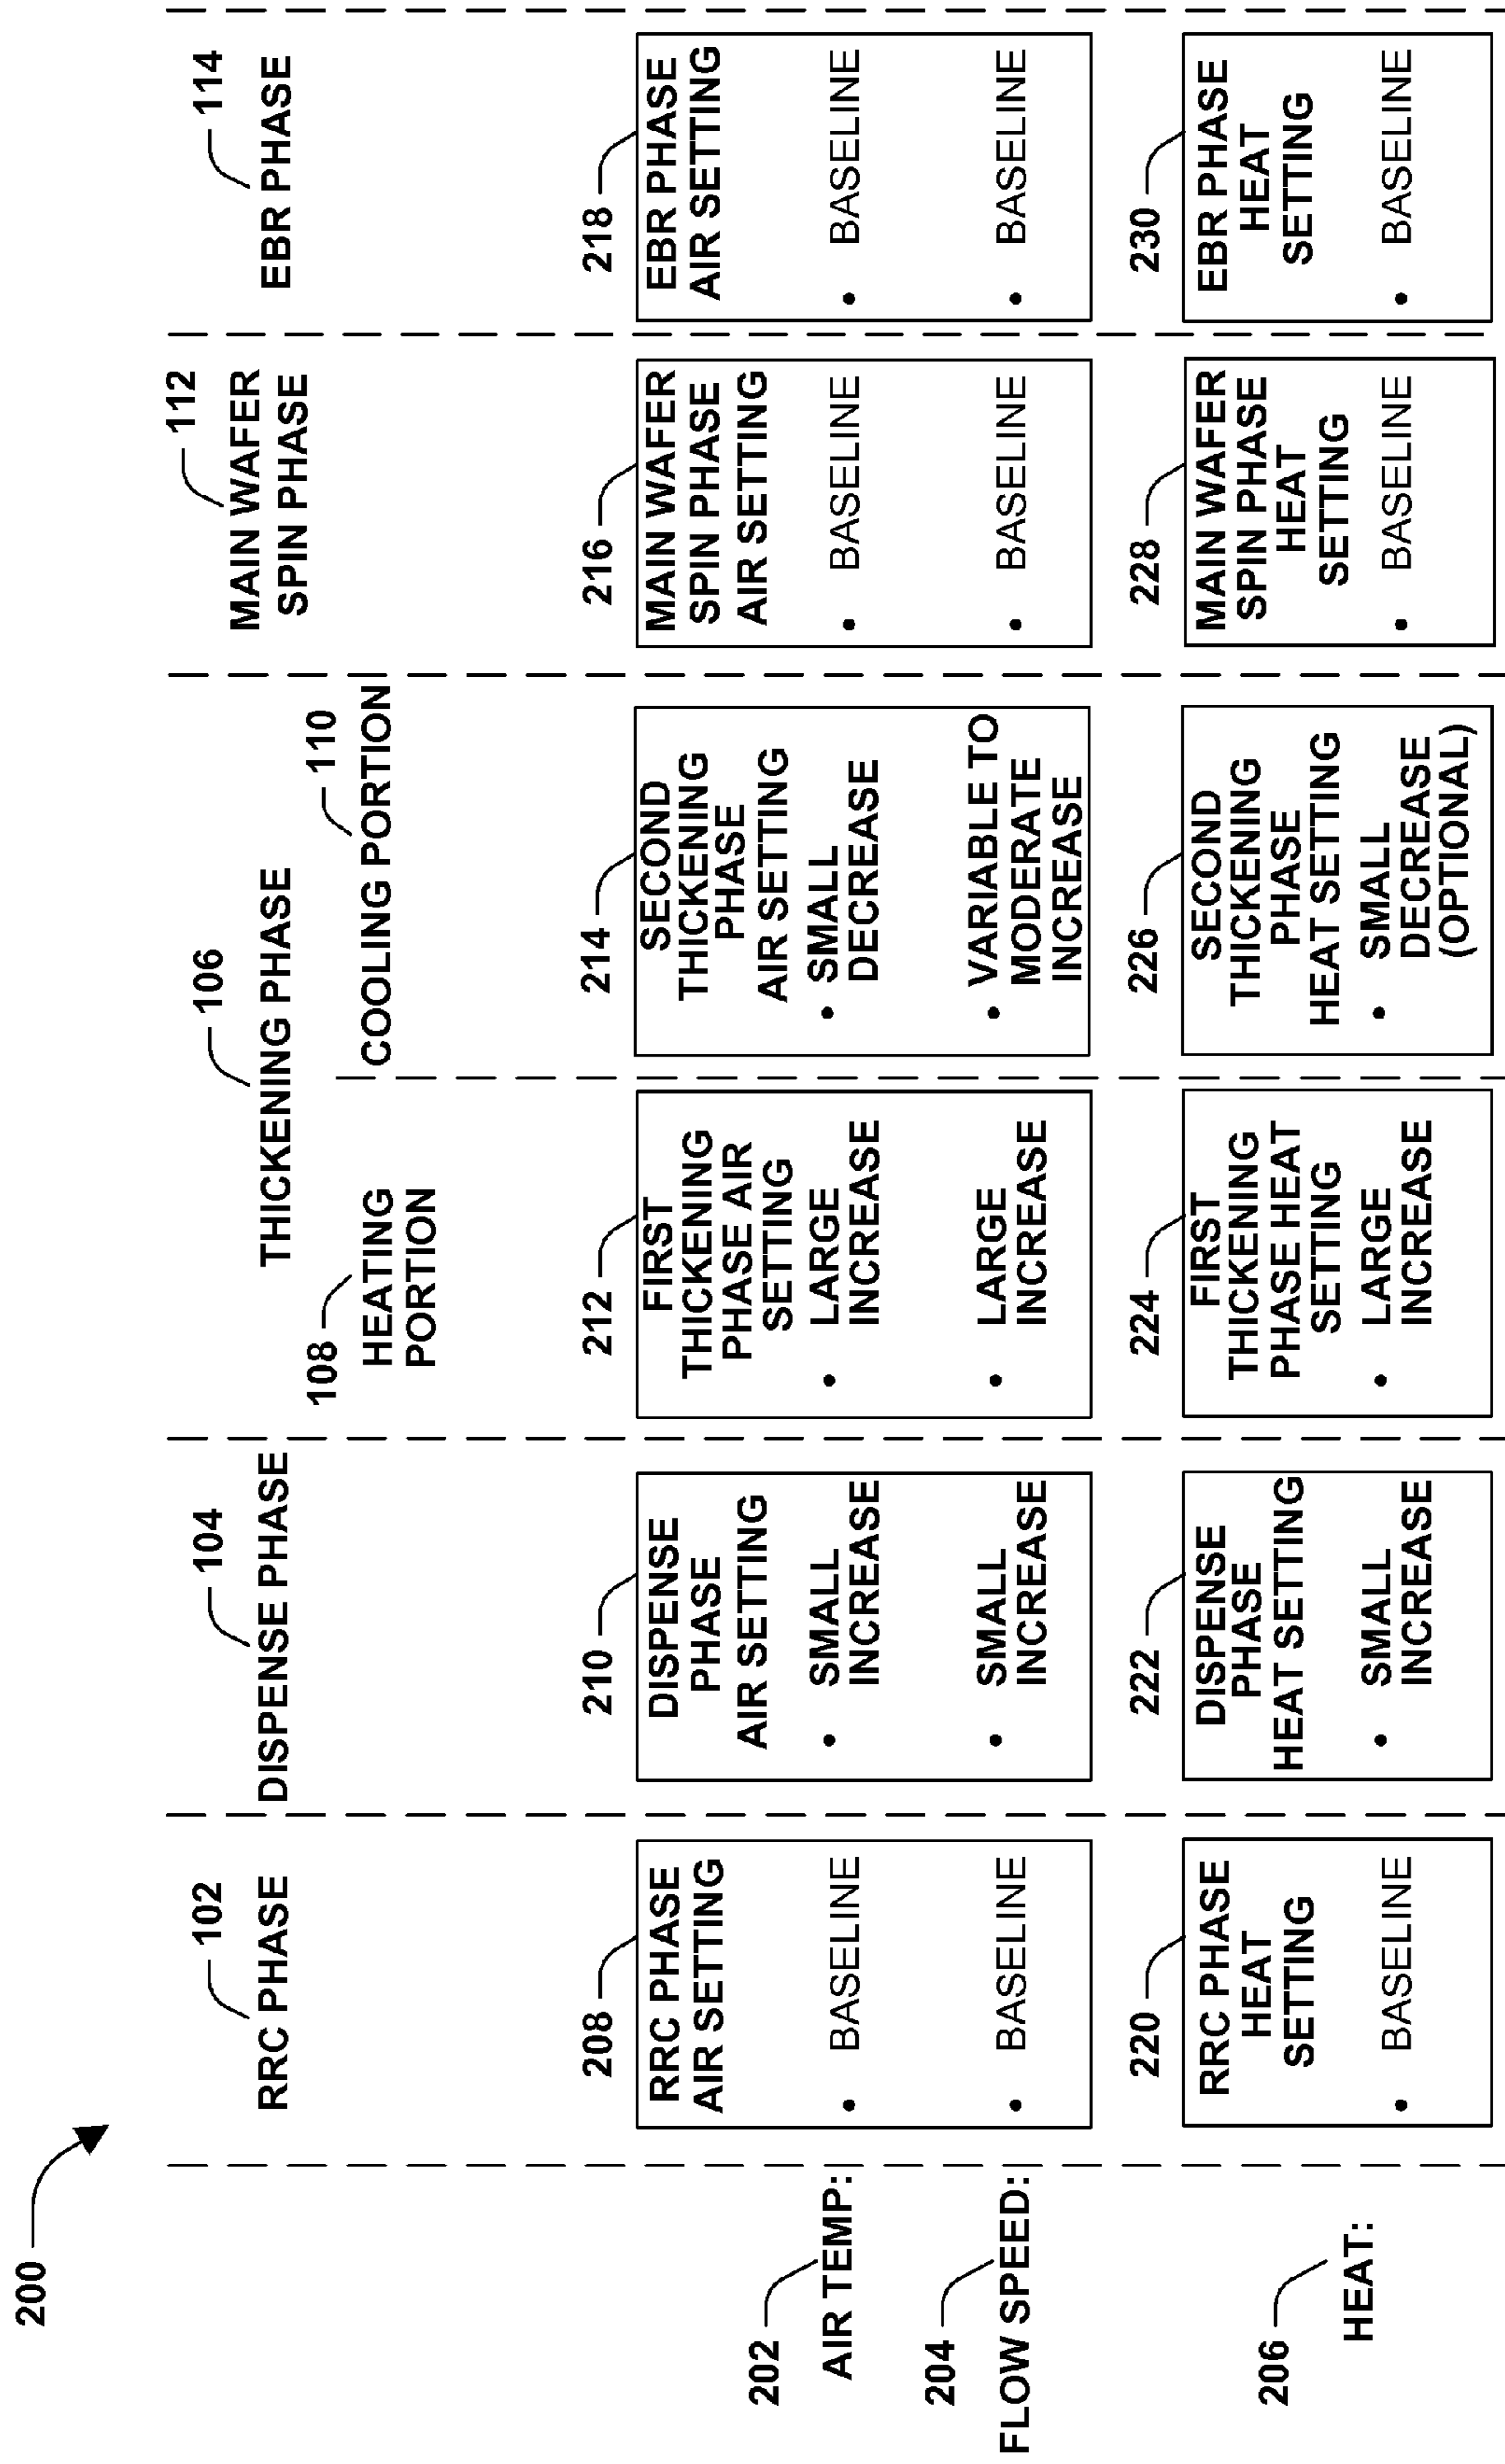 200
102
RRC PHASE
104
DISPENSE PHASE
106
THICKENING PHASE
108
HEATING
PORTION
110
COOLING PORTION
112
MAIN WAFER
SPIN PHASE
114
EBR PHASE
202
AIR TEMP:
204
FLOW SPEED:
208
RRC PHASE
AIR SETTING
• BASELINE
• BASELINE
210
DISPENSE
PHASE
AIR SETTING
• SMALL
INCREASE
• SMALL
INCREASE
212
FIRST
THICKENING
PHASE AIR
SETTING
• LARGE
INCREASE
• LARGE
INCREASE
214
SECOND
THICKENING
PHASE
AIR SETTING
• SMALL
DECREASE
• VARIABLE TO
MODERATE
INCREASE
216
MAIN WAFER
SPIN PHASE
AIR SETTING
• BASELINE
• BASELINE
218
EBR PHASE
AIR SETTING
• BASELINE
• BASELINE
206
HEAT:
220
RRC PHASE
HEAT
SETTING
• BASELINE
222
DISPENSE
PHASE
HEAT SETTING
• SMALL
INCREASE
224
FIRST
THICKENING
PHASE HEAT
SETTING
• LARGE
INCREASE
226
SECOND
THICKENING
PHASE
HEAT SETTING
• SMALL
DECREASE
(OPTIONAL)
228
MAIN WAFER
SPIN PHASE
HEAT
SETTING
• BASELINE
230
EBR PHASE
HEAT
SETTING
• BASELINE